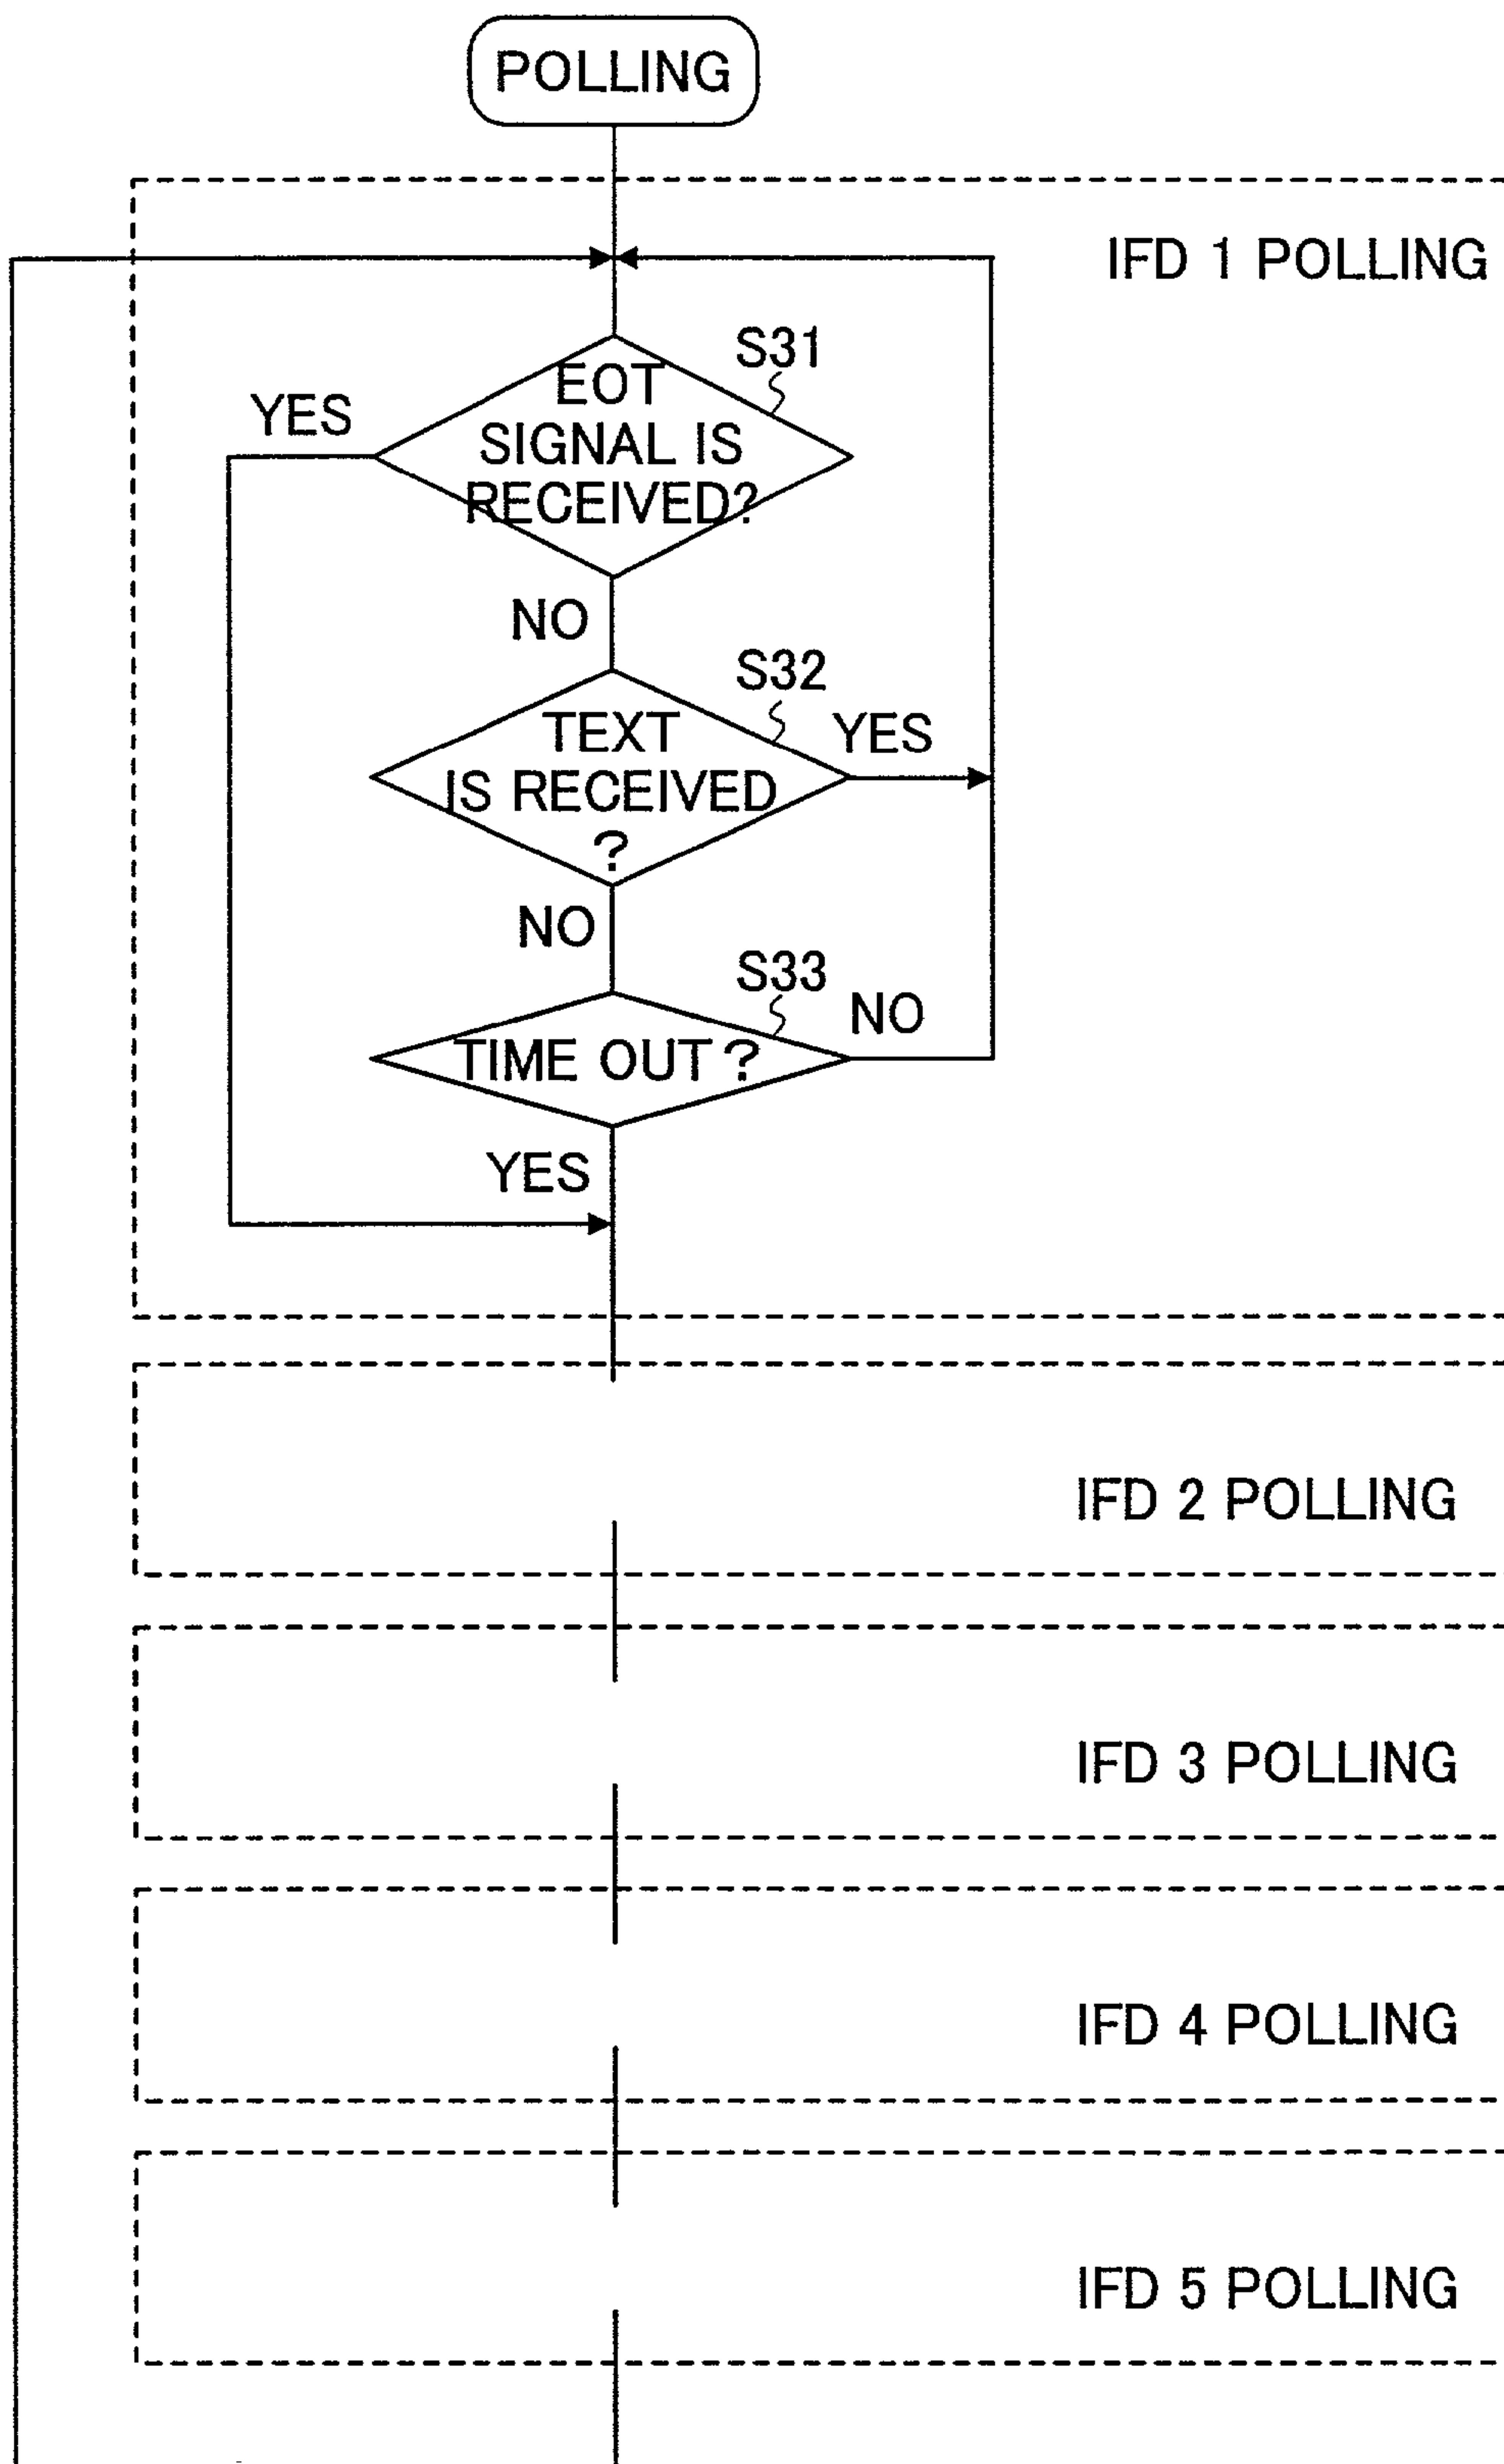 POLLING
IFD 1 POLLING
S31
YES
EOT
SIGNAL IS
RECEIVED?
NO
S32
YES
TEXT
IS RECEIVED
?
NO
S33
NO
TIME OUT ?
YES
IFD 2 POLLING
IFD 3 POLLING
IFD 4 POLLING
IFD 5 POLLING